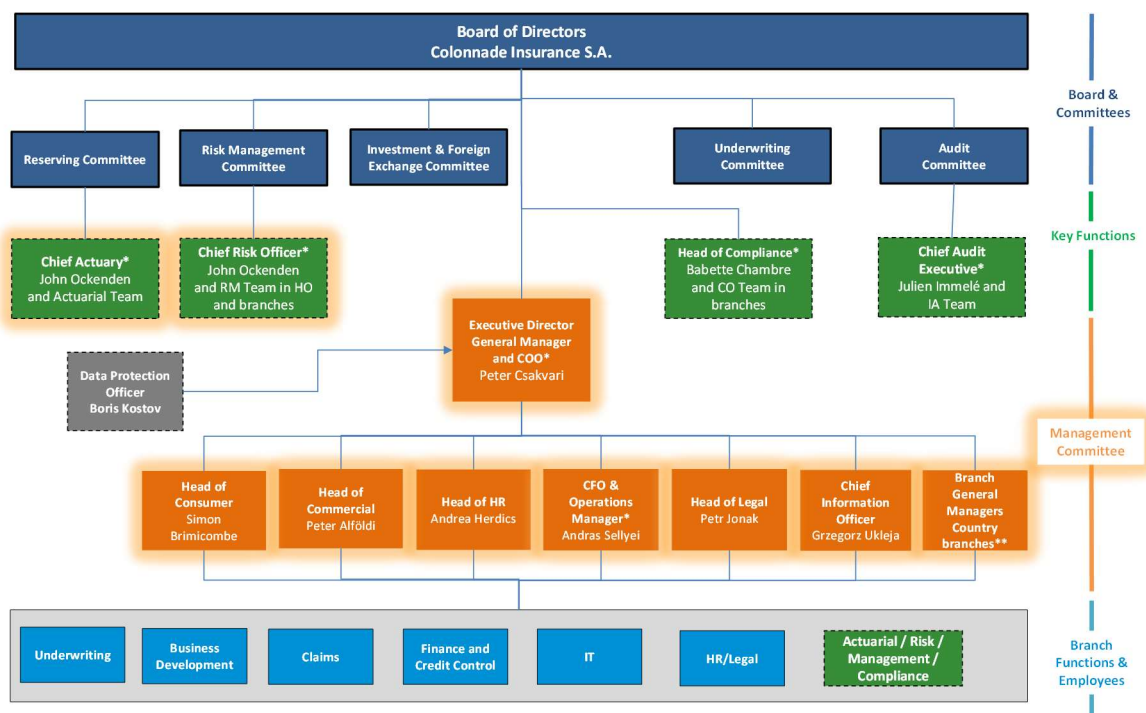 Board of Directors
Colonnade Insurance S.A.
Board &
Committees
Reserving Committee
Risk Management
Committee
Investment & Foreign
Exchange Committee
Underwriting
Committee
Audit
Committee
Key Functions
Chief Actuary*
John Ockenden
and Actuarial Team
Chief Risk Officer*
John Ockenden
and RM Team in HO
and branches
Head of Compliance*
Babette Chambre
and CO Team in
branches
Chief Audit
Executive*
Julien Immelé and
IA Team
Executive Director
General Manager
and COO*
Peter Csakvari
Data Protection
Officer
Boris Kostov
Management
Committee
Head of
Consumer
Simon
Brimicombe
Head of
Commercial
Peter Alföldi
Head of HR
Andrea Herdics
CFO &
Operations
Manager*
Andras Sellyei
Head of Legal
Petr Jonak
Chief
Information
Officer
Grzegorz Ukleja
Branch
General
Managers
Country
branches**
Underwriting
Business
Development
Claims
Finance and
Credit Control
IT
HR/Legal
Actuarial / Risk /
Management /
Compliance
Branch
Functions &
Employees